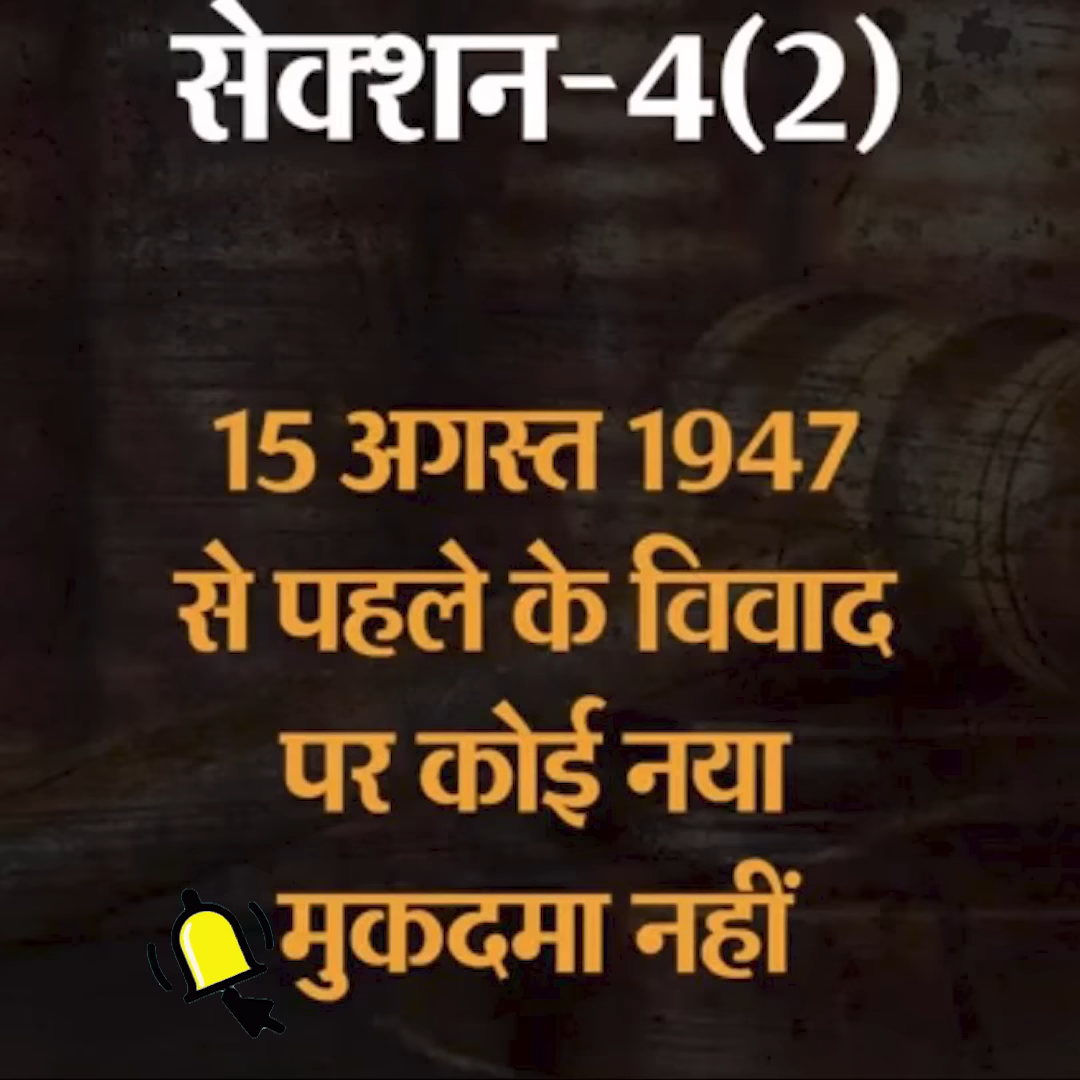 सेक्शन-4(2)
15 अगस्त 1947
से पहले के विवाद
पर कोई नया
मुकदमा नहीं